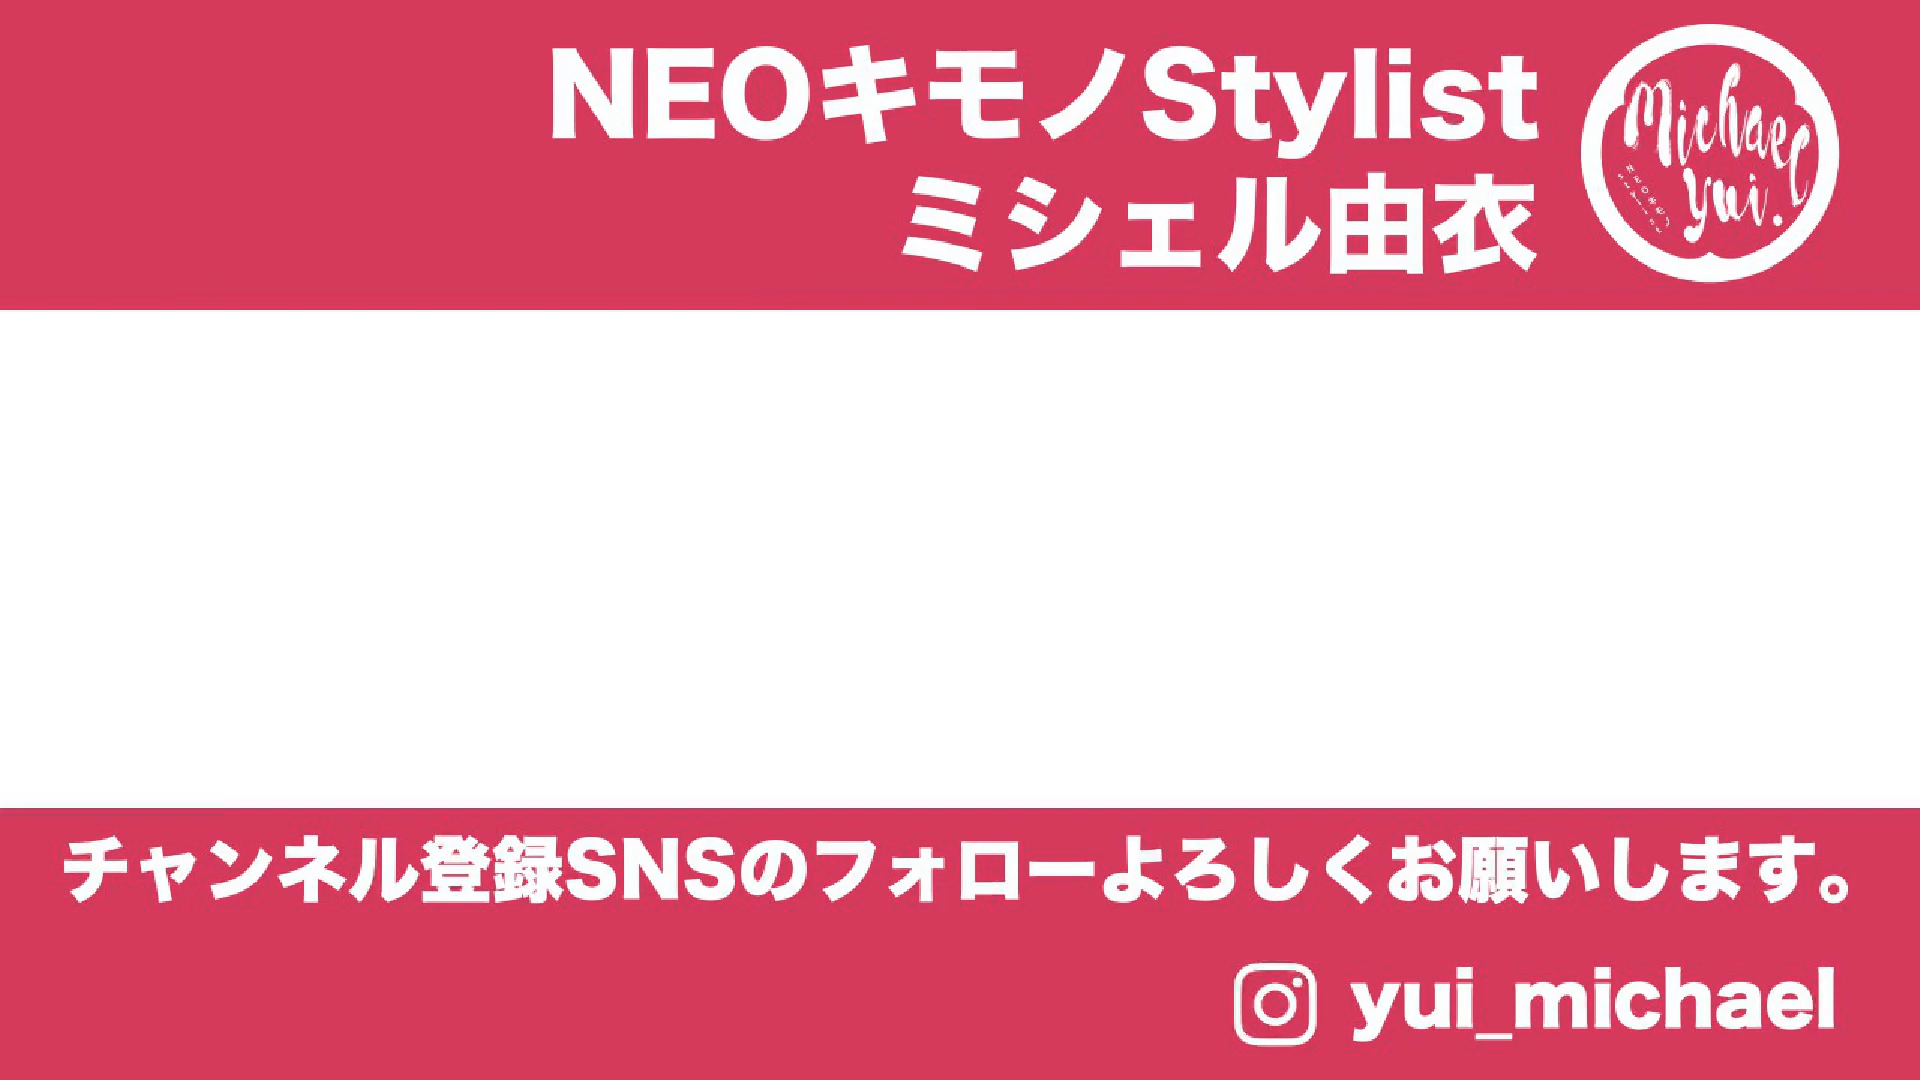 NEOキモノStylist
ミシェル由衣
Michael
yui.
チャンネル登録SNSのフォローよろしくお願いします。
yui_michael